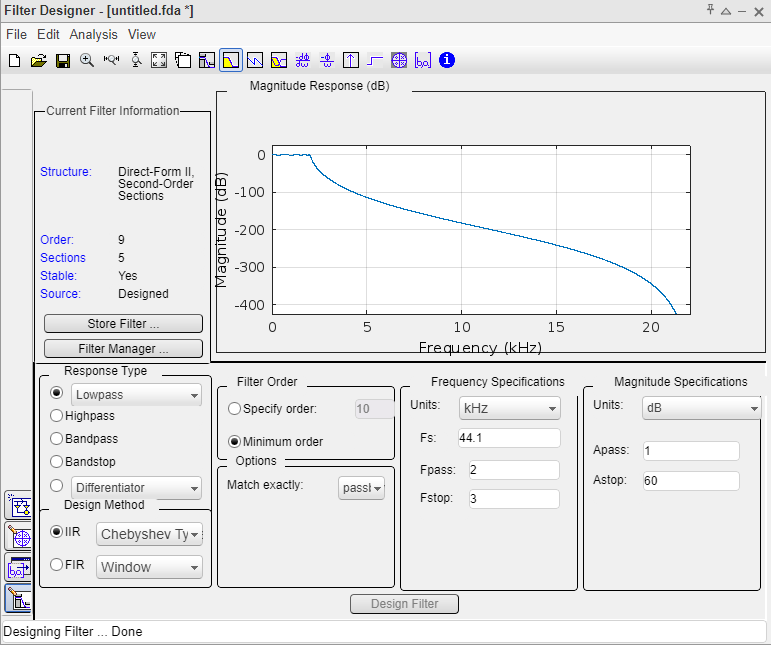 Filter Designer - [untitled.fda *]
File Edit Analysis View
Magnitude Response (dB)
Current Filter Information
Structure: Direct-Form II,
Second-Order
Sections
Order: 9
Sections 5
Stable: Yes
Source: Designed
Store Filter ...
Filter Manager ...
Magnitude (dB)
0
-100
-200
-300
-400
0 5 10 15 20
Frequency (kHz)
Response Type
Lowpass
Highpass
Bandpass
Bandstop
Differentiator
Design Method
IIR Chebyshev Ty
FIR Window
Filter Order
Specify order: 10
Minimum order
Options
Match exactly:
Frequency Specifications
Units: kHz
Fs: 44.1
Fpass: 2
Fstop: 3
Magnitude Specifications
Units: dB
Apass: 1
Astop: 60
Design Filter
Designing Filter ... Done